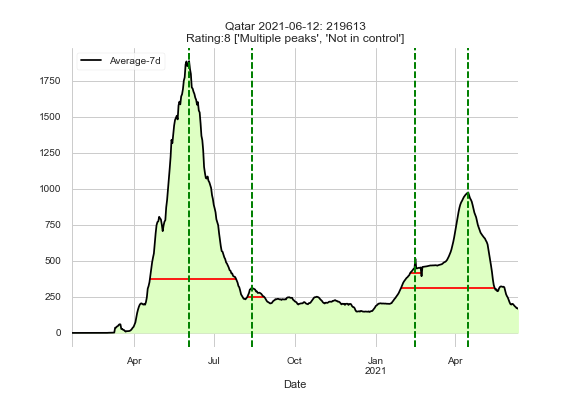 Qatar 2021-06-12: 219613
Rating:8 ['Multiple peaks', 'Not in control']
Average-7d
1750
1500
1250
1000
750
500
250
0
Apr Jul Oct Jan Apr
2021
Date